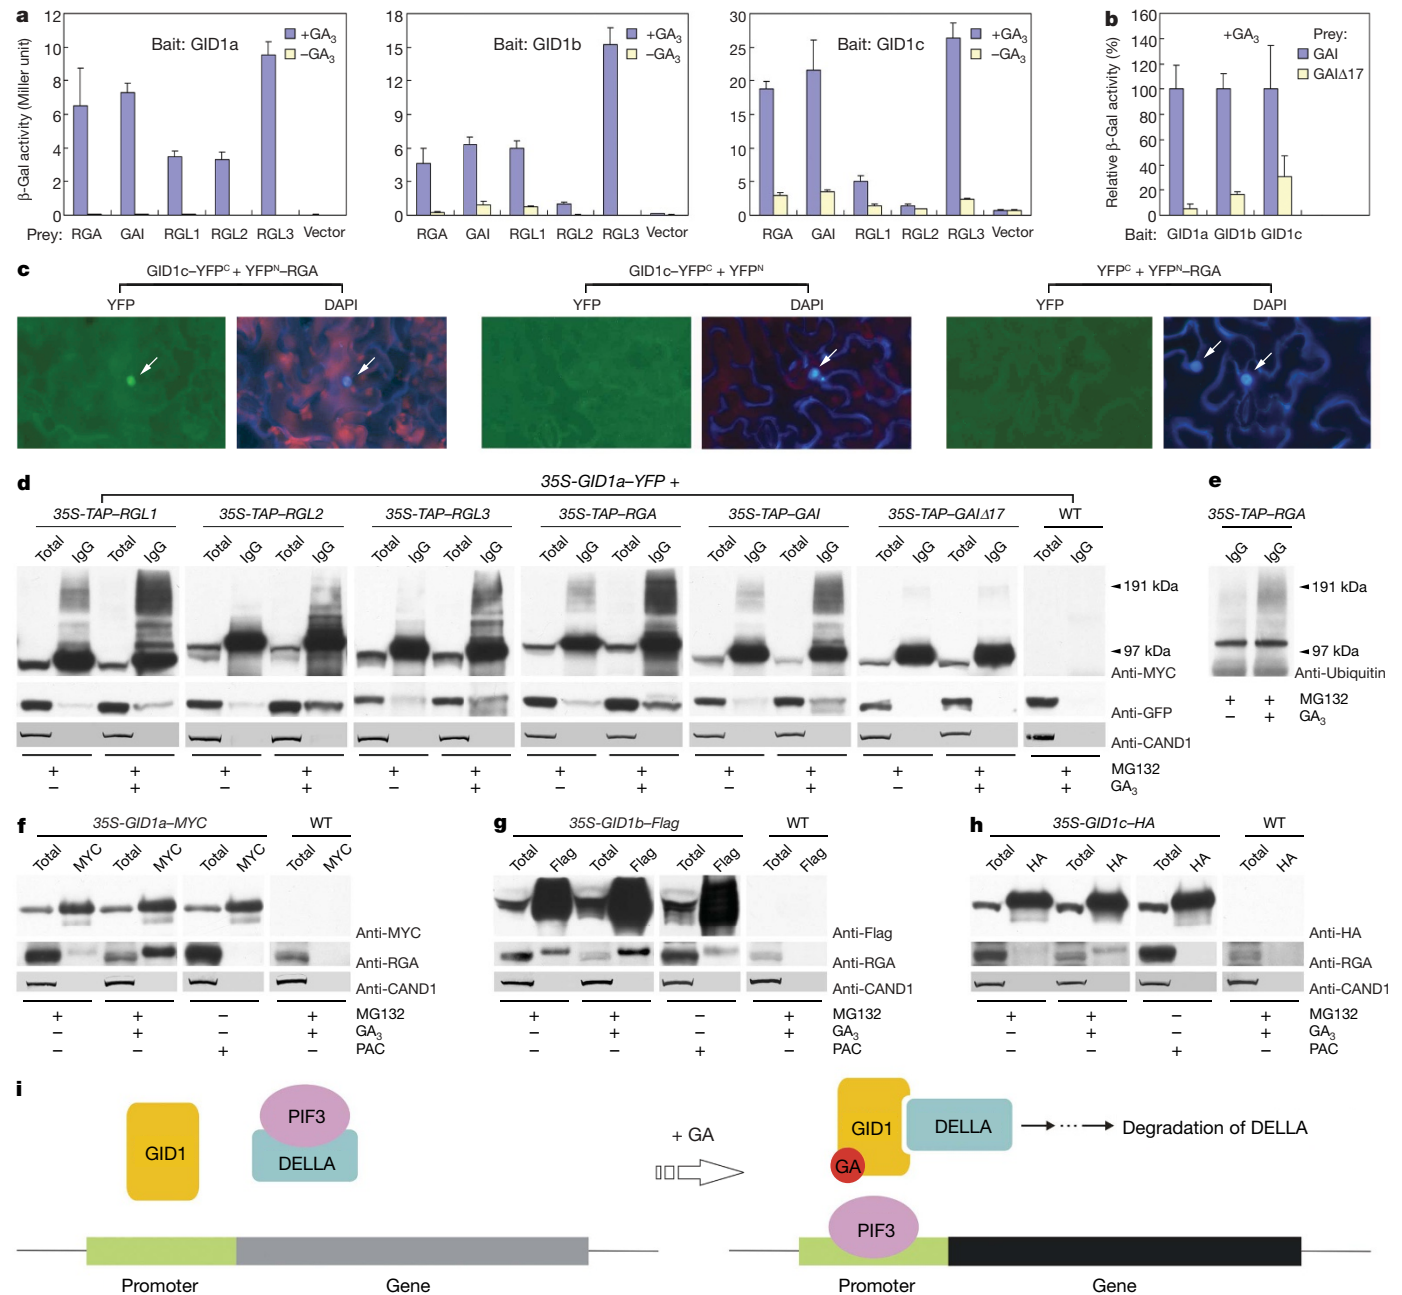 a
12
10
8
6
4
2
0
β-Gal activity (Miller unit)
Bait: GID1a
+GA3
−GA3
Prey: RGA GAI RGL1 RGL2 RGL3 Vector
18
15
12
9
6
3
0
Bait: GID1b
+GA3
−GA3
RGA GAI RGL1 RGL2 RGL3 Vector
30
25
20
15
10
5
0
Bait: GID1c
+GA3
−GA3
RGA GAI RGL1 RGL2 RGL3 Vector
b
160
140
120
100
80
60
40
20
0
Relative β-Gal activity (%)
+GA3
Prey:
GAI
GAIΔ17
Bait: GID1a GID1b GID1c
c
GID1c–YFPC + YFPN–RGA
YFP DAPI
GID1c–YFPC + YFPN
YFP DAPI
YFPC + YFPN–RGA
YFP DAPI
d
35S-GID1a–YFP +
35S-TAP–RGL1 35S-TAP–RGL2 35S-TAP–RGL3 35S-TAP–RGA 35S-TAP–GAI 35S-TAP–GAIΔ17 WT
Total IgG Total IgG Total IgG Total IgG Total IgG Total IgG Total IgG Total IgG Total IgG Total IgG Total IgG Total IgG Total IgG
191 kDa
97 kDa
Anti-MYC
Anti-GFP
Anti-CAND1
+ + + + + + + + + + + + + MG132
− + − + − + − + − + − + + GA3
e
35S-TAP–RGA
IgG IgG
191 kDa
97 kDa
Anti-Ubiquitin
+ + MG132
− + GA3
f
35S-GID1a–MYC WT
Total MYC Total MYC Total MYC Total MYC
Anti-MYC
Anti-RGA
Anti-CAND1
+ + − + MG132
− + − + GA3
− − + − PAC
g
35S-GID1b–Flag WT
Total Flag Total Flag Total Flag Total Flag
Anti-Flag
Anti-RGA
Anti-CAND1
+ + − + MG132
− + − + GA3
− − + − PAC
h
35S-GID1c–HA WT
Total HA Total HA Total HA Total HA
Anti-HA
Anti-RGA
Anti-CAND1
+ + − + MG132
− + − + GA3
− − + − PAC
i
GID1
PIF3
DELLA
+ GA
GID1
GA
DELLA
Degradation of DELLA
PIF3
Promoter Gene
Promoter Gene